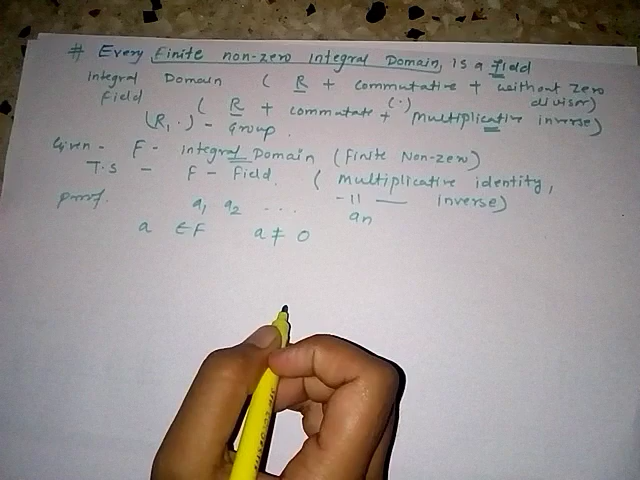 # Every Finite non-zero integral Domain, is a field
Integral Domain ( R + commutative + without zero divisor)
Field ( R + commutate + (·) multiplicative inverse)
(R, ·) - Group.
Given - F - integral Domain (Finite Non-zero)
T.S - F - Field. ( multiplicative identity,
-11- inverse)
Proof. a1 a2 ... an
a ∈F a ≠ 0